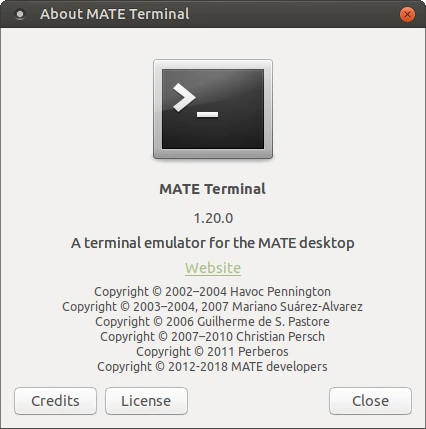 About MATE Terminal
>_
MATE Terminal
1.20.0
A terminal emulator for the MATE desktop
Website
Copyright © 2002–2004 Havoc Pennington
Copyright © 2003–2004, 2007 Mariano Suárez-Alvarez
Copyright © 2006 Guilherme de S. Pastore
Copyright © 2007–2010 Christian Persch
Copyright © 2011 Perberos
Copyright © 2012-2018 MATE developers
Credits License Close